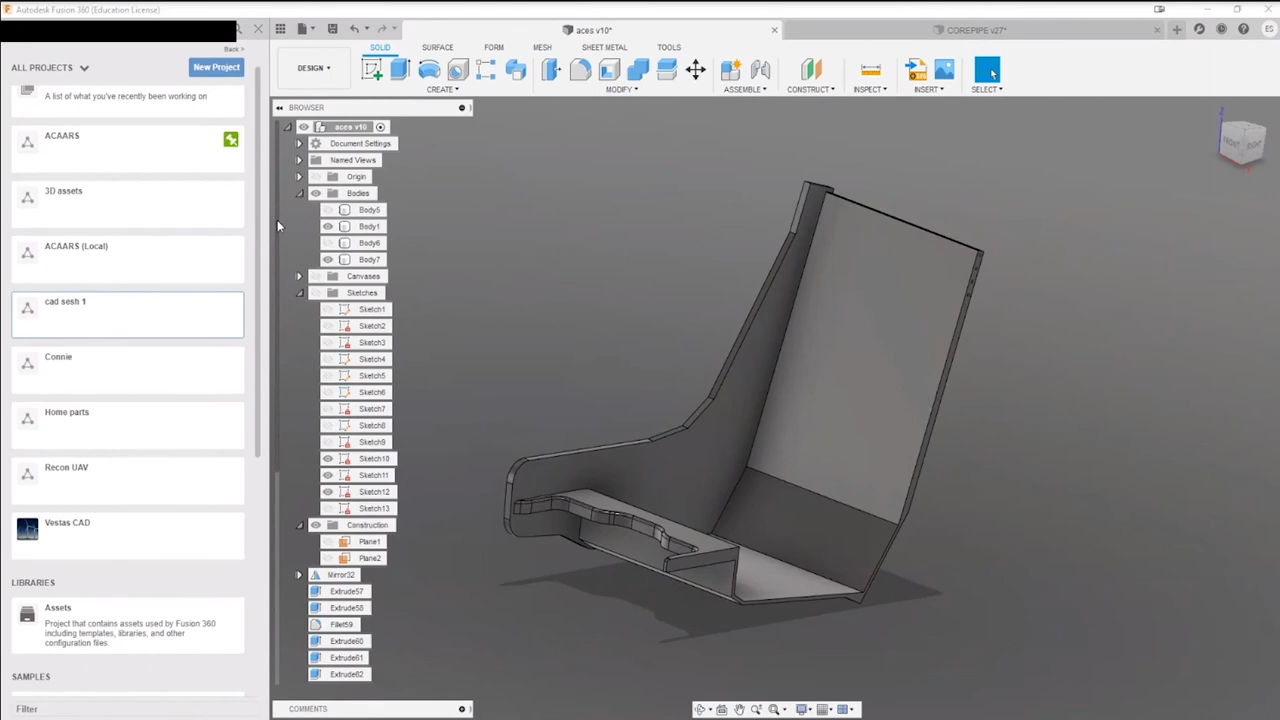 Autodesk Fusion 360 (Education License)
aces v10*
COREPIPE v27*
ES
Back >
ALL PROJECTS
New Project
A list of what you've recently been working on
ACAARS
3D assets
ACAARS (Local)
cad sesh 1
Connie
Home parts
Recon UAV
Vestas CAD
LIBRARIES
Assets
Project that contains assets used by Fusion 360
including templates, libraries, and other
configuration files.
SAMPLES
Filter
DESIGN
SOLID
SURFACE
FORM
MESH
SHEET METAL
TOOLS
CREATE
MODIFY
ASSEMBLE
CONSTRUCT
INSPECT
INSERT
SELECT
BROWSER
aces v10
Document Settings
Named Views
Origin
Bodies
Body5
Body1
Body6
Body7
Canvases
Sketches
Sketch1
Sketch2
Sketch3
Sketch4
Sketch5
Sketch6
Sketch7
Sketch8
Sketch9
Sketch10
Sketch11
Sketch12
Sketch13
Construction
Plane1
Plane2
Mirror32
Extrude57
Extrude58
Fillet59
Extrude60
Extrude61
Extrude62
COMMENTS
Z
FRONT
RIGHT